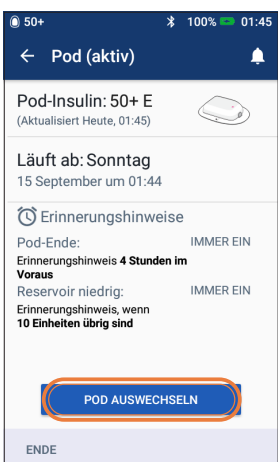 50+ 100% 01:45
Pod (aktiv)
Pod-Insulin: 50+ E
(Aktualisiert Heute, 01:45)
Läuft ab: Sonntag
15 September um 01:44
Erinnerungshinweise
Pod-Ende: IMMER EIN
Erinnerungshinweis 4 Stunden im
Voraus
Reservoir niedrig: IMMER EIN
Erinnerungshinweis, wenn
10 Einheiten übrig sind
POD AUSWECHSELN
ENDE